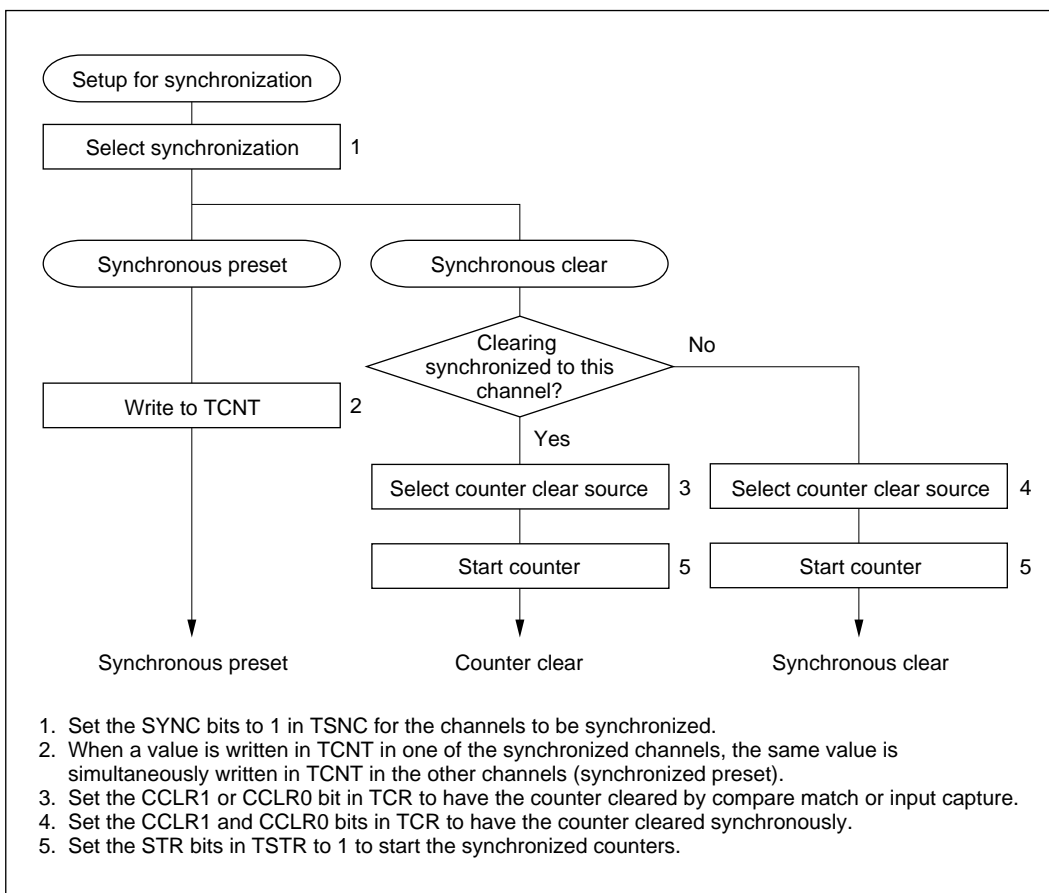 Setup for synchronization
Select synchronization 1
Synchronous preset
Synchronous clear
Clearing
synchronized to this
channel?
No
Write to TCNT 2
Yes
Select counter clear source 3
Select counter clear source 4
Start counter 5
Start counter 5
Synchronous preset
Counter clear
Synchronous clear
1. Set the SYNC bits to 1 in TSNC for the channels to be synchronized.
2. When a value is written in TCNT in one of the synchronized channels, the same value is
simultaneously written in TCNT in the other channels (synchronized preset).
3. Set the CCLR1 or CCLR0 bit in TCR to have the counter cleared by compare match or input capture.
4. Set the CCLR1 and CCLR0 bits in TCR to have the counter cleared synchronously.
5. Set the STR bits in TSTR to 1 to start the synchronized counters.